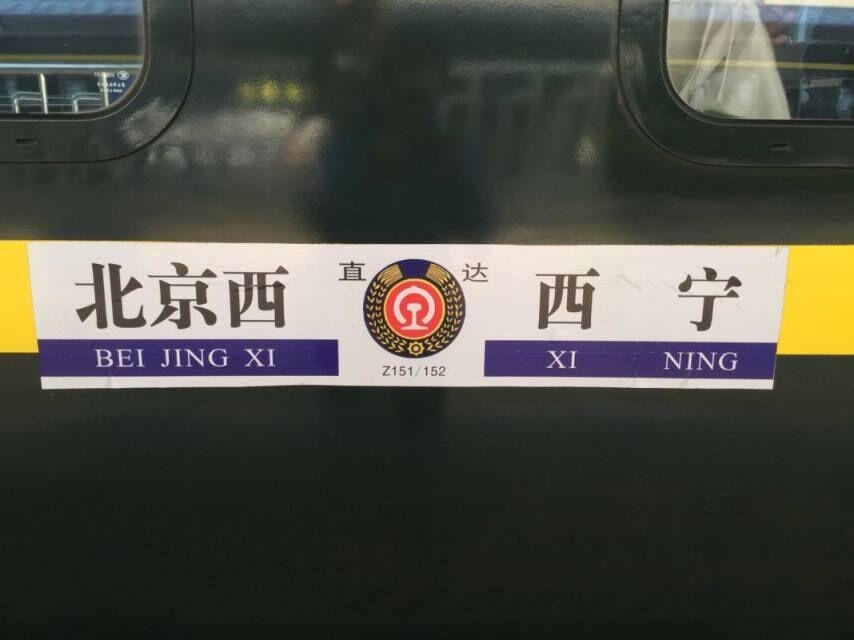 北京西 直 达 西 宁
BEI JING XI Z151/152 XI NING